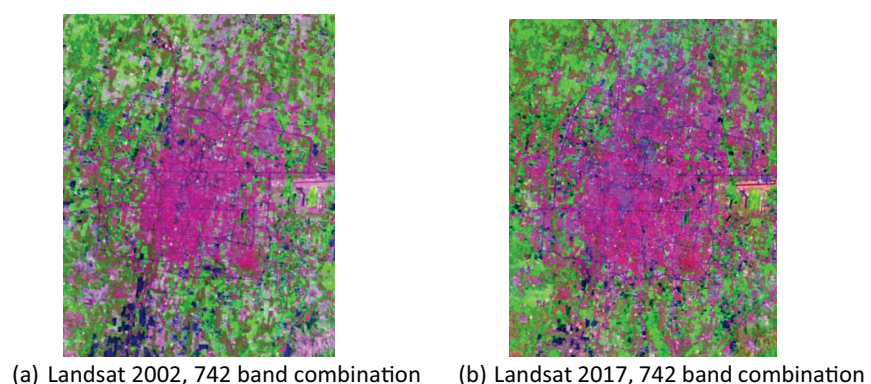 (a) Landsat 2002, 742 band combination
(b) Landsat 2017, 742 band combination